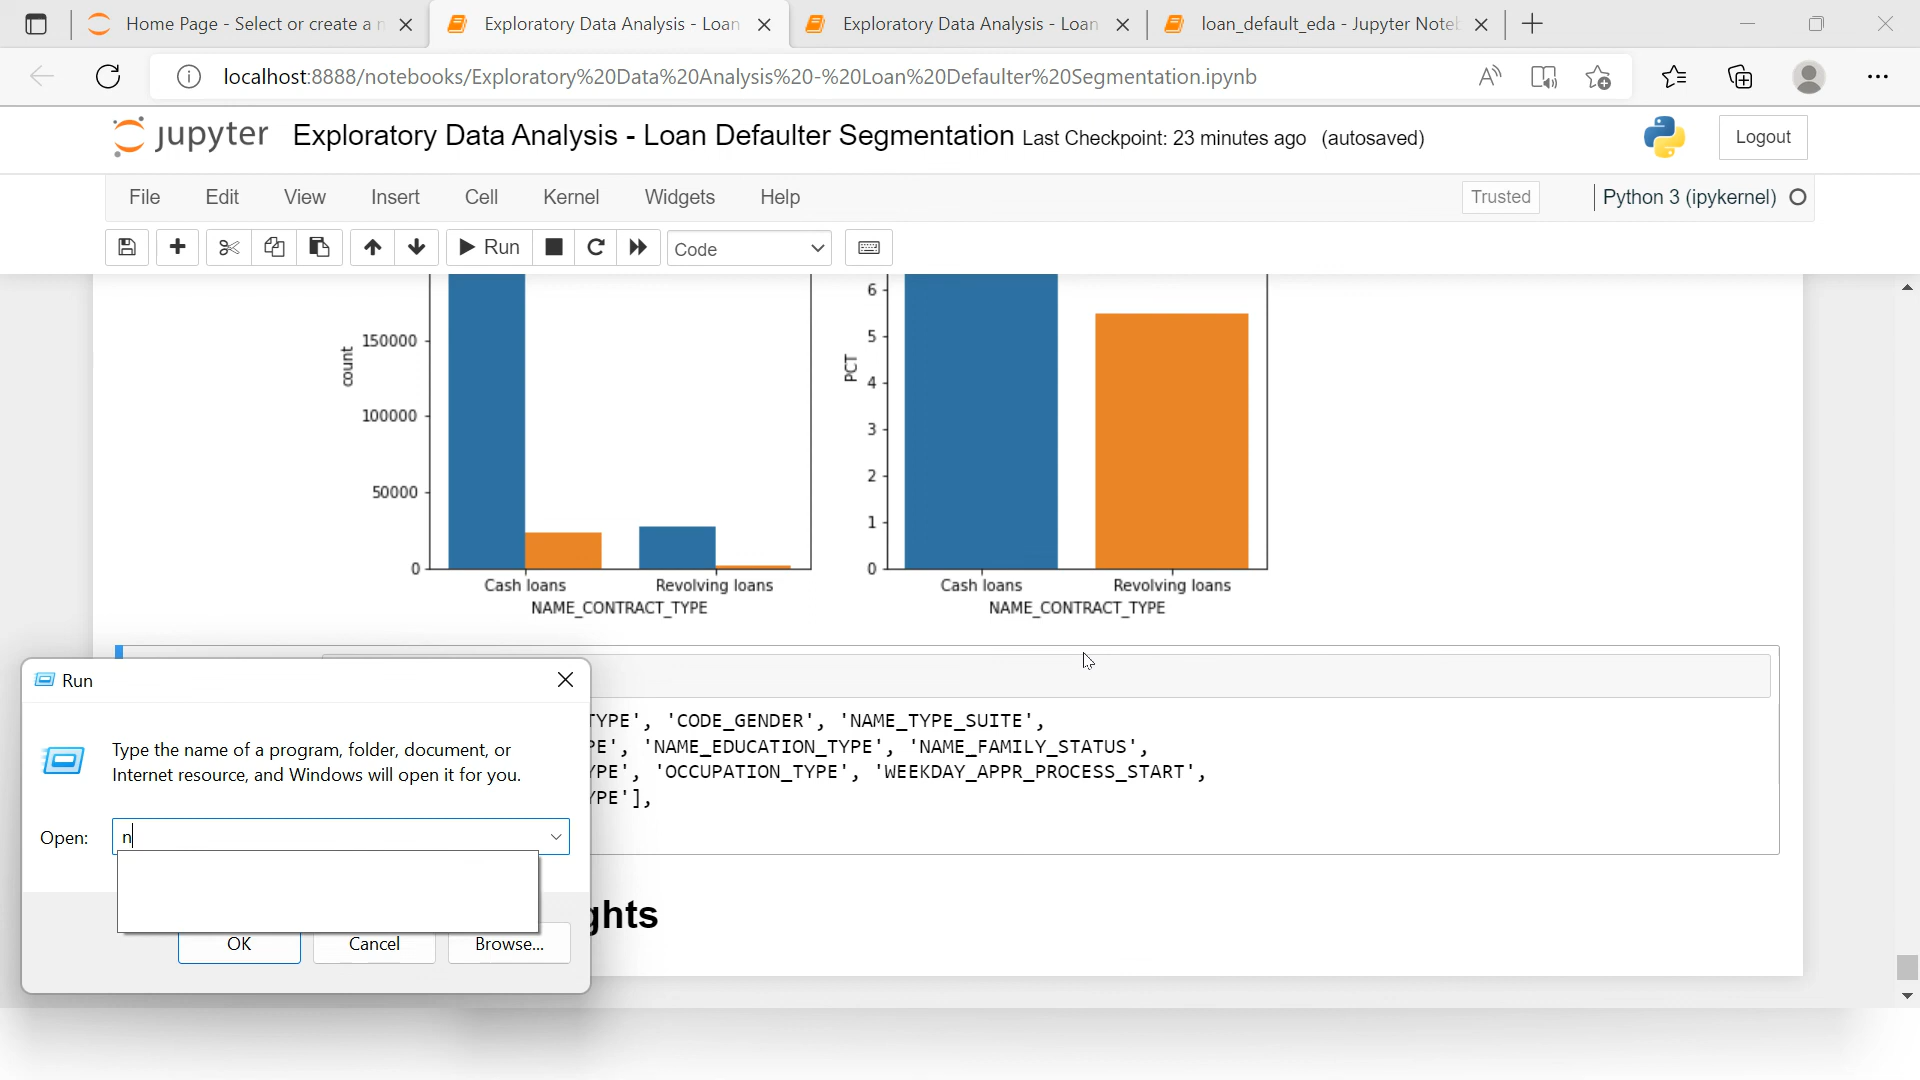 Home Page - Select or create a n
Exploratory Data Analysis - Loan
Exploratory Data Analysis - Loan
loan_default_eda - Jupyter Note
localhost:8888/notebooks/Exploratory%20Data%20Analysis%20-%20Loan%20Defaulter%20Segmentation.ipynb
jupyter Exploratory Data Analysis - Loan Defaulter Segmentation Last Checkpoint: 23 minutes ago (autosaved)
Logout
File Edit View Insert Cell Kernel Widgets Help
Trusted
Python 3 (ipykernel)
Run
Code
count
150000
100000
50000
0
Cash loans Revolving loans
NAME_CONTRACT_TYPE
PCT
6
5
4
3
2
1
0
Cash loans Revolving loans
NAME_CONTRACT_TYPE
YPE', 'CODE_GENDER', 'NAME_TYPE_SUITE',
PE', 'NAME_EDUCATION_TYPE', 'NAME_FAMILY_STATUS',
YPE', 'OCCUPATION_TYPE', 'WEEKDAY_APPR_PROCESS_START',
YPE'],
ghts
Run
Type the name of a program, folder, document, or
Internet resource, and Windows will open it for you.
Open: n
OK Cancel Browse...